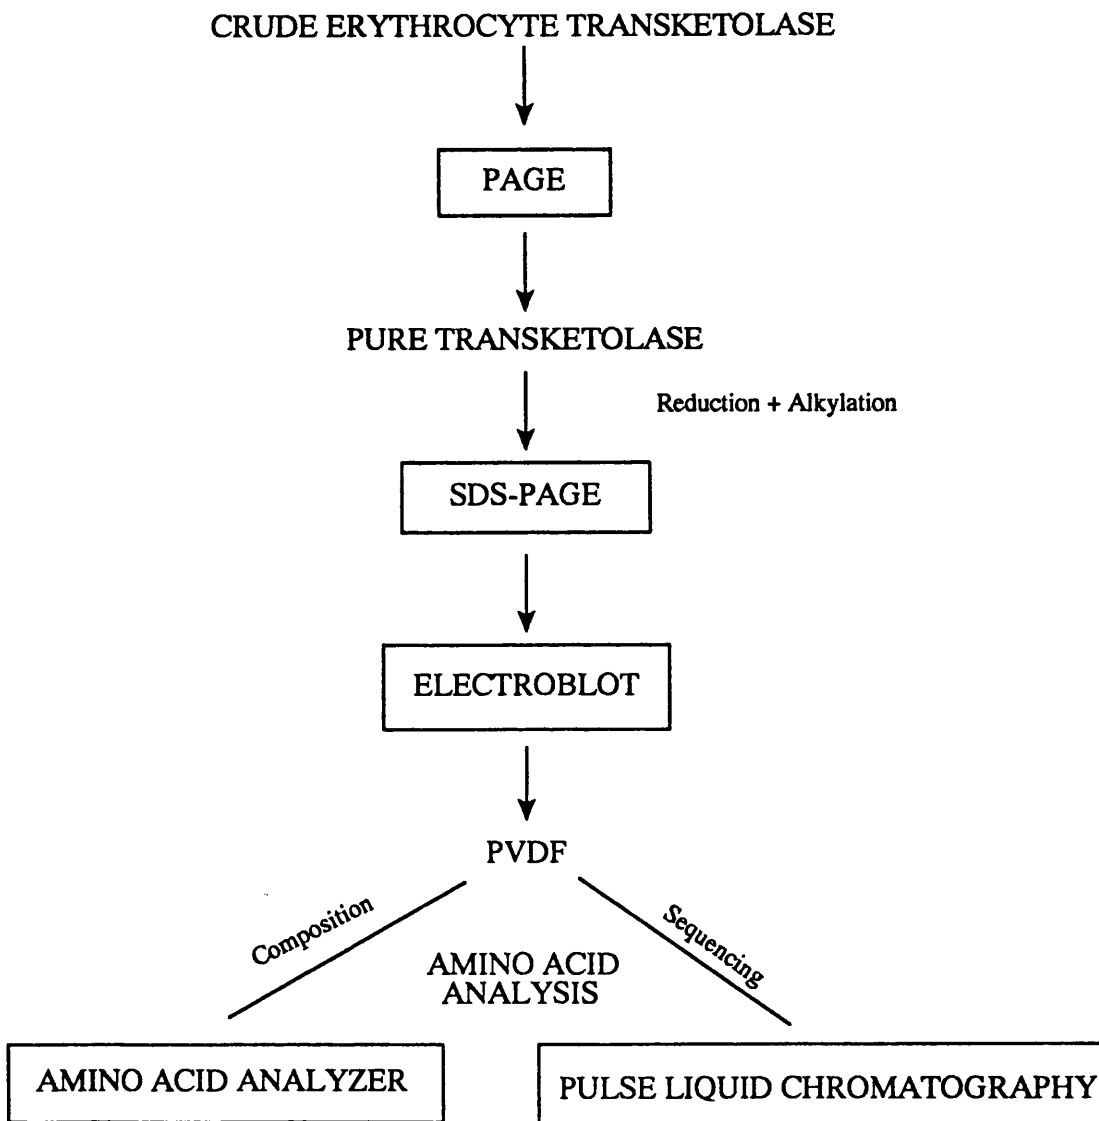 CRUDE ERYTHROCYTE TRANSKETOLASE
PAGE
PURE TRANSKETOLASE
Reduction + Alkylation
SDS-PAGE
ELECTROBLOT
PVDF
Composition
Sequencing
AMINO ACID
ANALYSIS
AMINO ACID ANALYZER
PULSE LIQUID CHROMATOGRAPHY